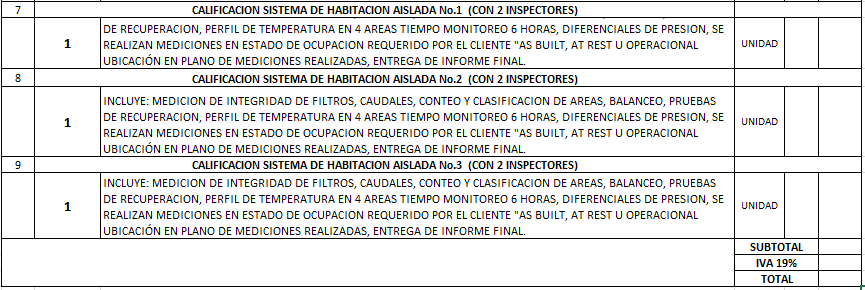 7 CALIFICACION SISTEMA DE HABITACION AISLADA No.1 (CON 2 INSPECTORES)
DE RECUPERACION, PERFIL DE TEMPERATURA EN 4 AREAS TIEMPO MONITOREO 6 HORAS, DIFERENCIALES DE PRESION, SE
1 REALIZAN MEDICIONES EN ESTADO DE OCUPACION REQUERIDO POR EL CLIENTE "AS BUILT, AT REST U OPERACIONAL UNIDAD
UBICACIÓN EN PLANO DE MEDICIONES REALIZADAS, ENTREGA DE INFORME FINAL.
8 CALIFICACION SISTEMA DE HABITACION AISLADA No.2 (CON 2 INSPECTORES)
INCLUYE: MEDICION DE INTEGRIDAD DE FILTROS, CAUDALES, CONTEO Y CLASIFICACION DE AREAS, BALANCEO, PRUEBAS
DE RECUPERACION, PERFIL DE TEMPERATURA EN 4 AREAS TIEMPO MONITOREO 6 HORAS, DIFERENCIALES DE PRESION, SE
1 REALIZAN MEDICIONES EN ESTADO DE OCUPACION REQUERIDO POR EL CLIENTE "AS BUILT, AT REST U OPERACIONAL UNIDAD
UBICACIÓN EN PLANO DE MEDICIONES REALIZADAS, ENTREGA DE INFORME FINAL.
9 CALIFICACION SISTEMA DE HABITACION AISLADA No.3 (CON 2 INSPECTORES)
INCLUYE: MEDICION DE INTEGRIDAD DE FILTROS, CAUDALES, CONTEO Y CLASIFICACION DE AREAS, BALANCEO, PRUEBAS
DE RECUPERACION, PERFIL DE TEMPERATURA EN 4 AREAS TIEMPO MONITOREO 6 HORAS, DIFERENCIALES DE PRESION, SE
1 REALIZAN MEDICIONES EN ESTADO DE OCUPACION REQUERIDO POR EL CLIENTE "AS BUILT, AT REST U OPERACIONAL UNIDAD
UBICACIÓN EN PLANO DE MEDICIONES REALIZADAS, ENTREGA DE INFORME FINAL.
SUBTOTAL
IVA 19%
TOTAL